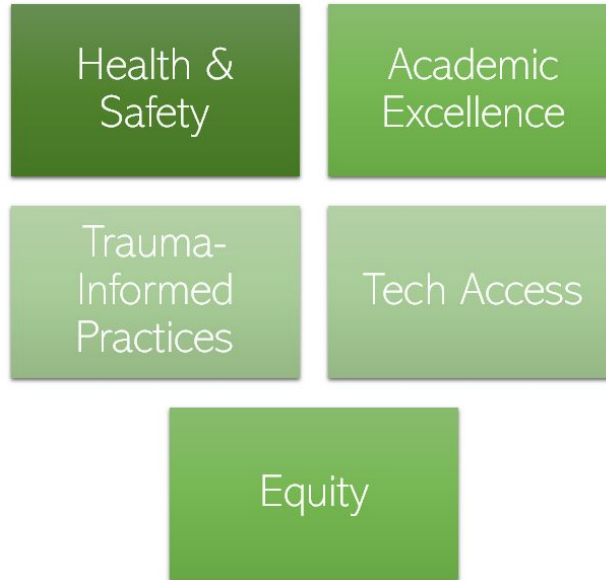 Health &
Safety
Academic
Excellence
Trauma-
Informed
Practices
Tech Access
Equity